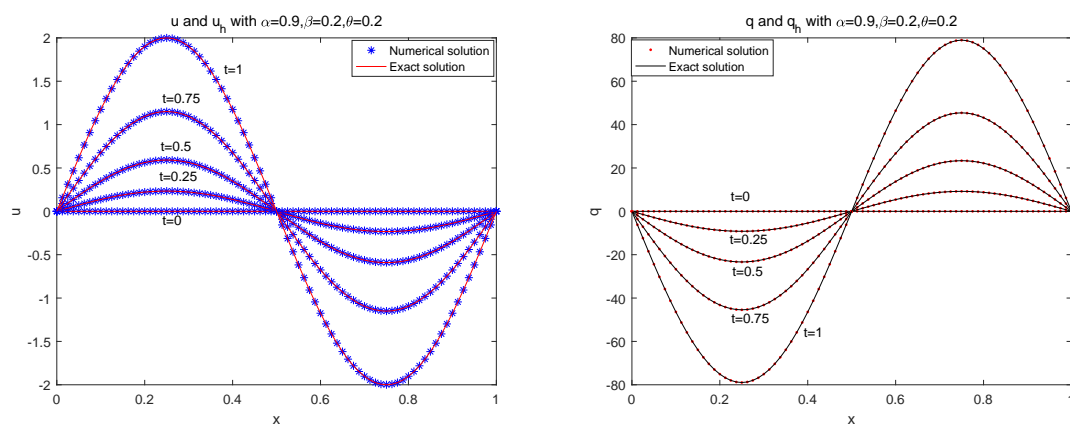 u and u_h with α=0.9,β=0.2,θ=0.2
Numerical solution
Exact solution
t=1
t=0.75
t=0.5
t=0.25
t=0
2
1.5
1
0.5
0
-0.5
-1
-1.5
-2
u
0
0.2
0.4
0.6
0.8
1
x
q and q_h with α=0.9,β=0.2,θ=0.2
Numerical solution
Exact solution
t=0
t=0.25
t=0.5
t=0.75
t=1
80
60
40
20
0
-20
-40
-60
-80
q
0
0.2
0.4
0.6
0.8
1
x